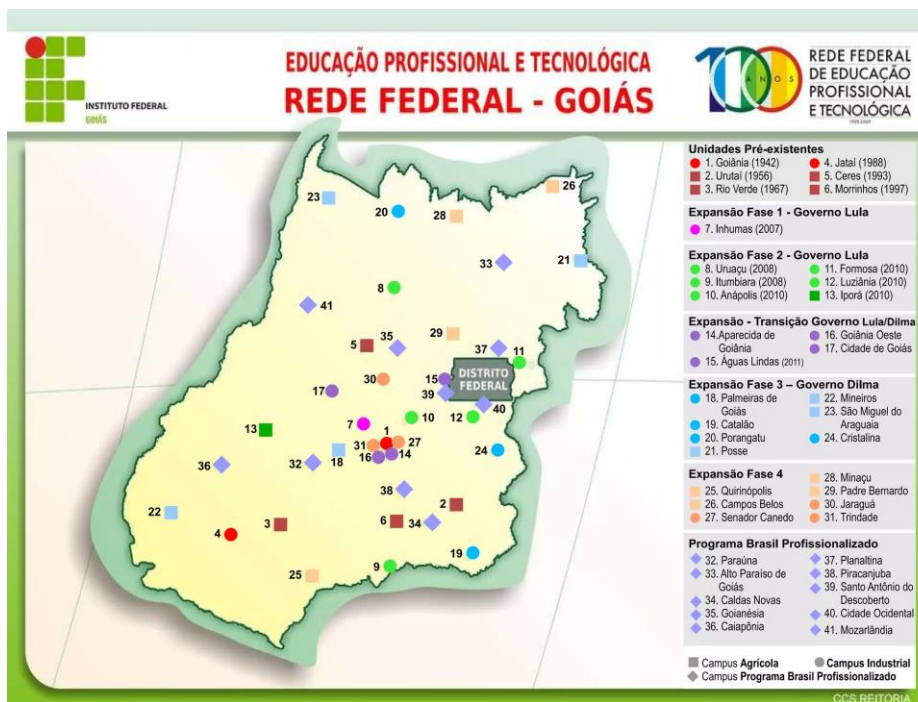 INSTITUTO FEDERAL
GOIÁS
EDUCAÇÃO PROFISSIONAL E TECNOLÓGICA
REDE FEDERAL - GOIÁS
100
ANOS
REDE FEDERAL
DE EDUCAÇÃO
PROFISSIONAL
E TECNOLÓGICA
1909-2009
23
20
28
26
33
21
8
41
35
29
37
11
5
30
15
DISTRITO
FEDERAL
39
17
40
7
10
12
13
1
31
27
24
36
32
18
16
14
38
22
2
3
6
34
4
19
25
9
Unidades Pré-existentes
1. Goiânia (1942)
4. Jataí (1988)
2. Urutaí (1956)
5. Ceres (1993)
3. Rio Verde (1967)
6. Morrinhos (1997)
Expansão Fase 1 - Governo Lula
7. Inhumas (2007)
Expansão Fase 2 - Governo Lula
8. Uruaçu (2008)
11. Formosa (2010)
9. Itumbiara (2008)
12. Luziânia (2010)
10. Anápolis (2010)
13. Iporá (2010)
Expansão - Transição Governo Lula/Dilma
14.Aparecida de
Goiânia
16. Goiânia Oeste
17. Cidade de Goiás
15. Águas Lindas (2011)
Expansão Fase 3 – Governo Dilma
18. Palmeiras de
Goiás
22. Mineiros
23. São Miguel do
Araguaia
19. Catalão
20. Porangatu
24. Cristalina
21. Posse
Expansão Fase 4
25. Quirinópolis
28. Minaçu
26. Campos Belos
29. Padre Bernardo
27. Senador Canedo
30. Jaraguá
31. Trindade
Programa Brasil Profissionalizado
32. Paraúna
37. Planaltina
33. Alto Paraíso de
Goiás
38. Piracanjuba
39. Santo Antônio do
Descoberto
34. Caldas Novas
35. Goianésia
40. Cidade Ocidental
36. Caiapônia
41. Mozarlândia
Campus Agrícola
Campus Industrial
Campus Programa Brasil Profissionalizado
CCS REITORIA